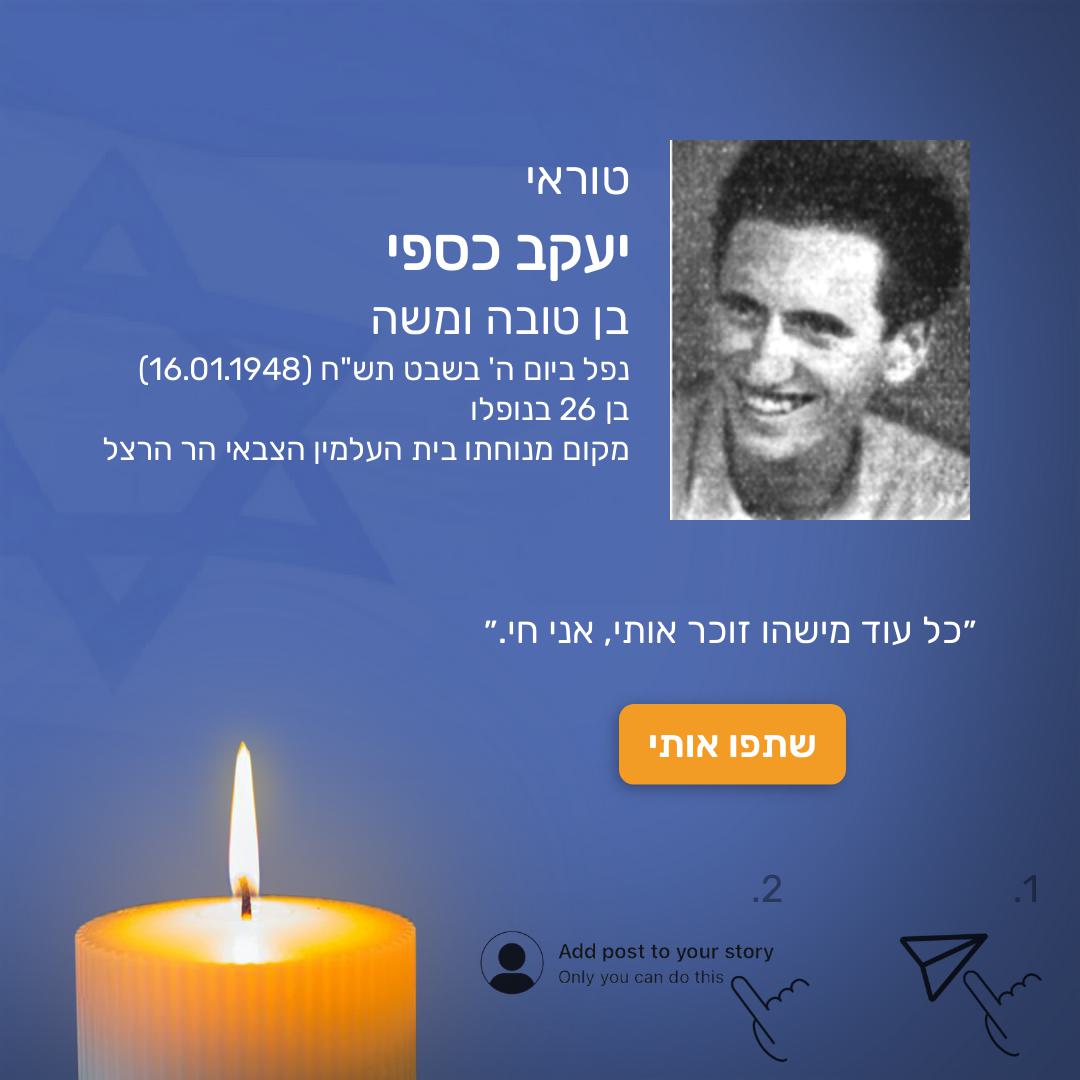 טוראי
יעקב כספי
בן טובה ומשה
נפל ביום ה' בשבט תש"ח (16.01.1948)
בן 26 בנופלו
מקום מנוחתו בית העלמין הצבאי הר הרצל
״כל עוד מישהו זוכר אותי, אני חי.״
שתפו אותי
1.
2.
Add post to your story
Only you can do this